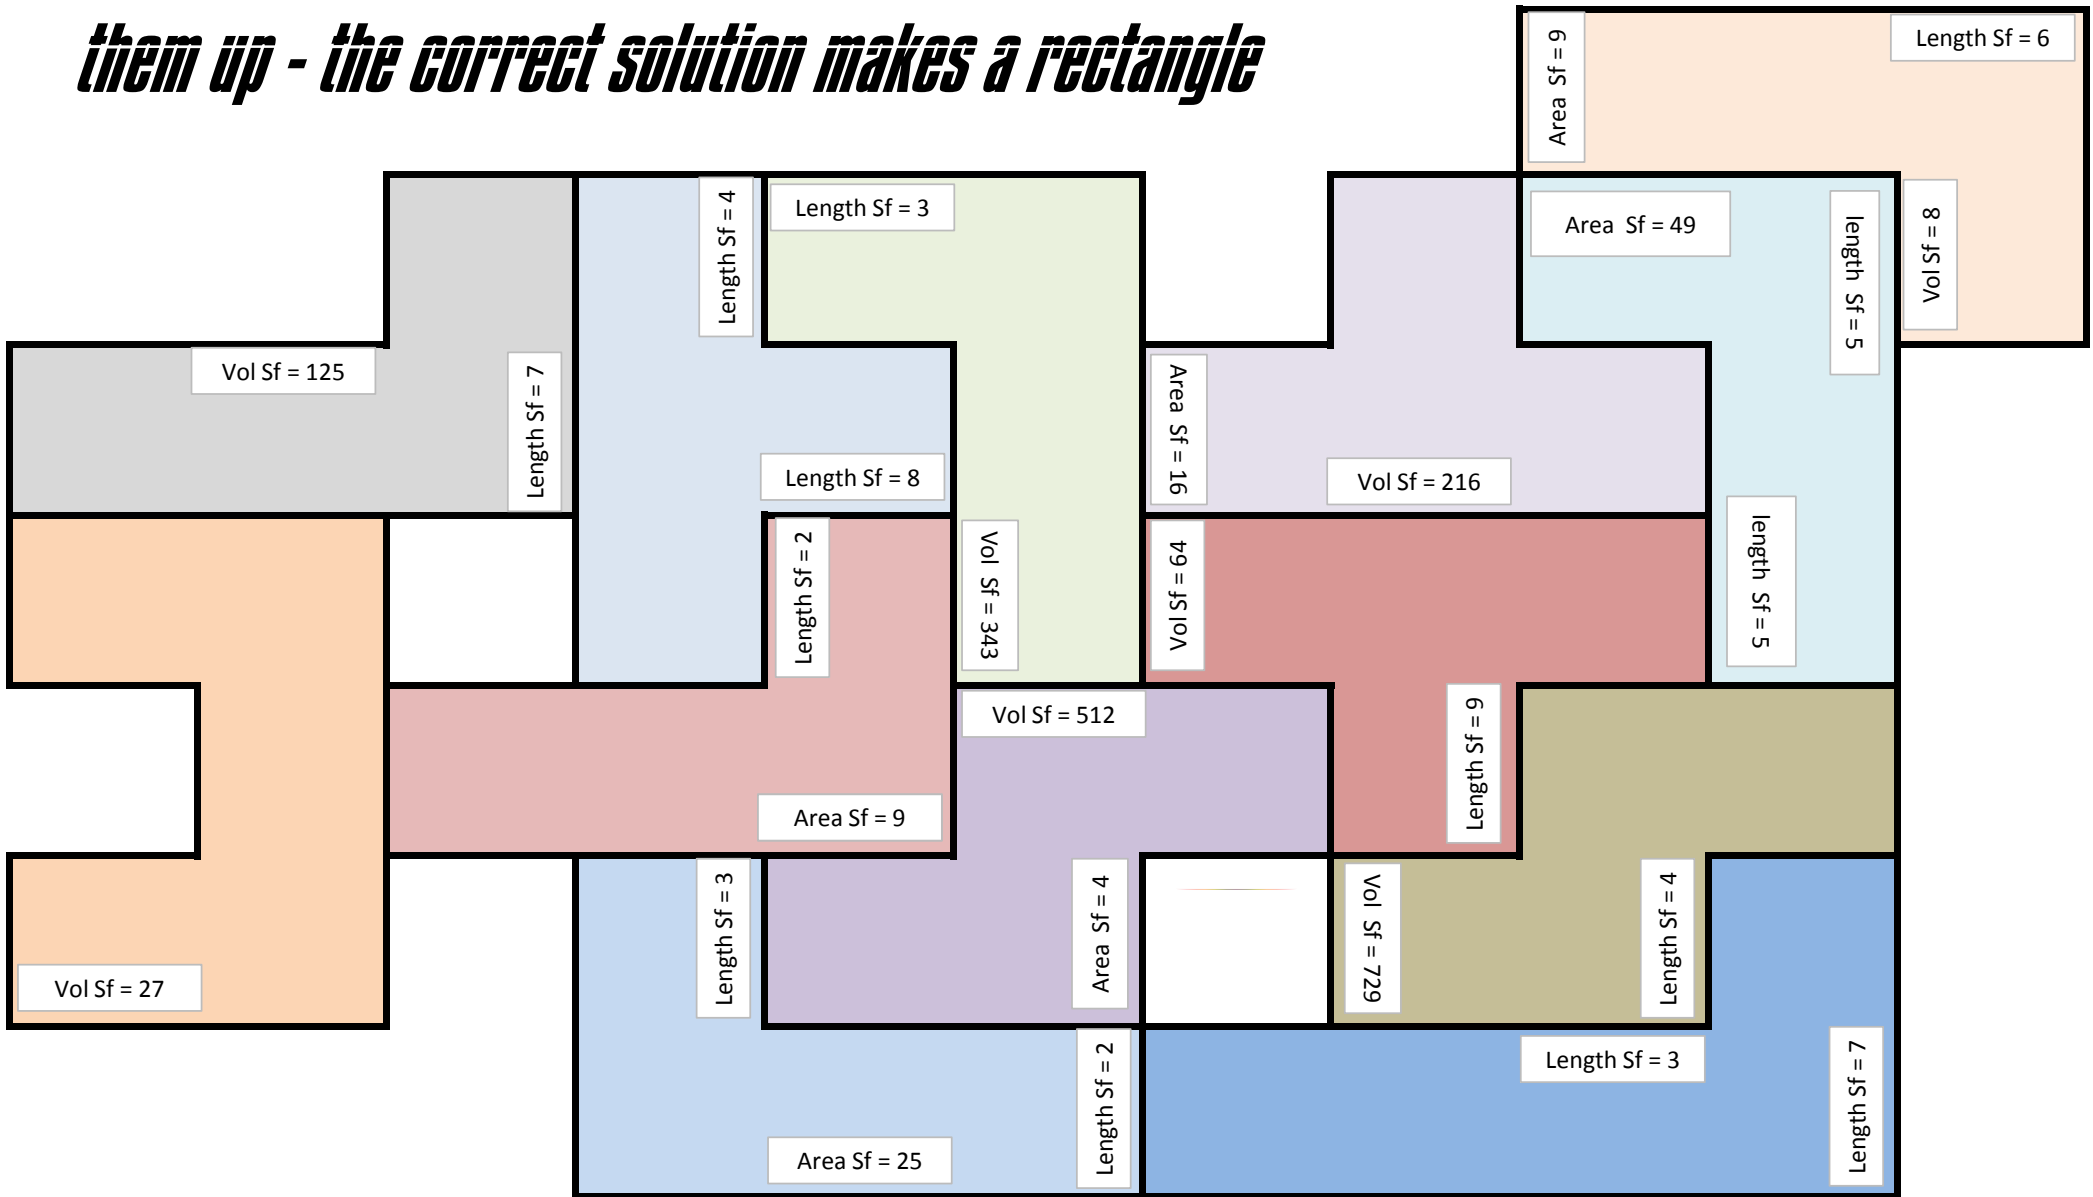 them up - the correct solution makes a rectangle
Area Sf = 9
Length Sf = 6
Length Sf = 4
Length Sf = 3
Area Sf = 49
length Sf = 5
Vol Sf = 8
Vol Sf = 125
Length Sf = 7
Area Sf = 16
Length Sf = 8
Vol Sf = 216
Length Sf = 2
Vol Sf = 343
Vol Sf = 64
length Sf = 5
Vol Sf = 512
Length Sf = 9
Area Sf = 9
Length Sf = 3
Area Sf = 4
Vol Sf = 729
Length Sf = 4
Vol Sf = 27
Length Sf = 2
Length Sf = 3
Length Sf = 7
Area Sf = 25